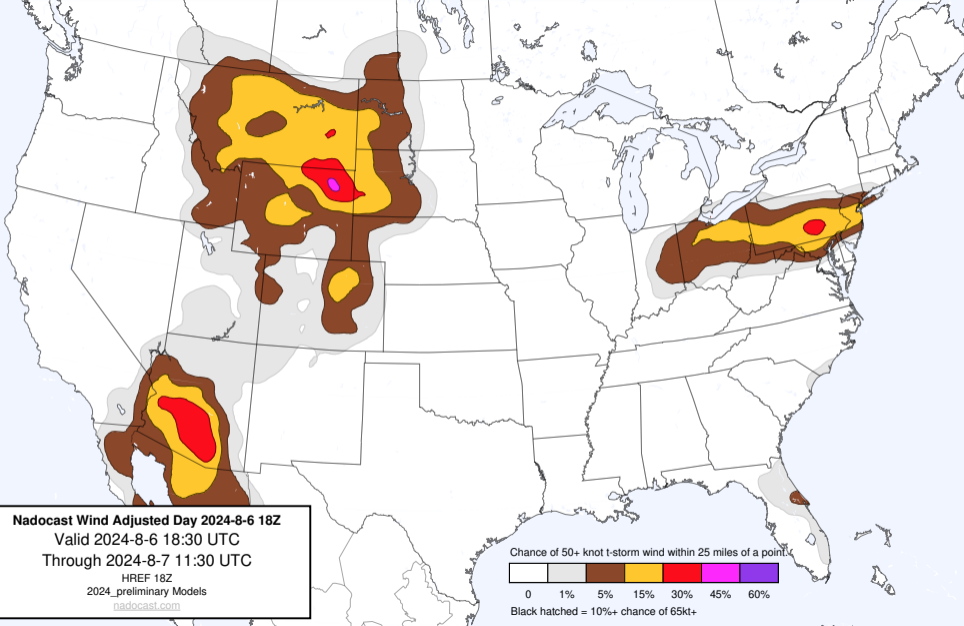 Nadocast Wind Adjusted Day 2024-8-6 18Z
Valid 2024-8-6 18:30 UTC
Through 2024-8-7 11:30 UTC
HREF 18Z
2024_preliminary Models
nadocast.com
Chance of 50+ knot t-storm wind within 25 miles of a point.
0 1% 5% 15% 30% 45% 60%
Black hatched = 10%+ chance of 65kt+